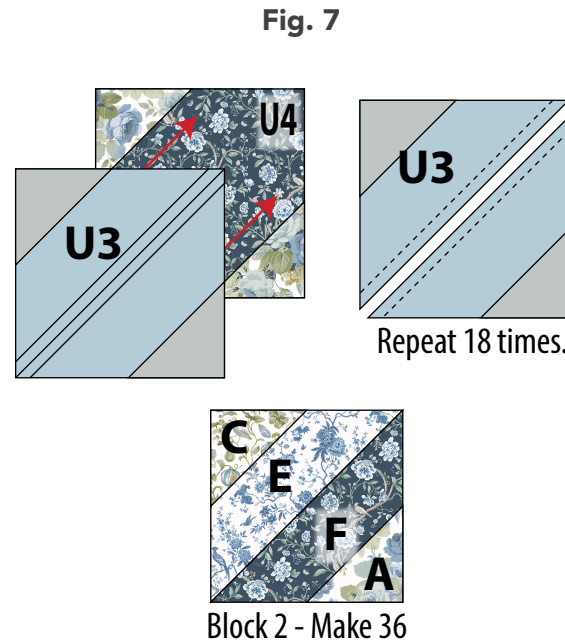 Fig. 7
U4
U3
U3
Repeat 18 times.
C
E
F
A
Block 2 - Make 36